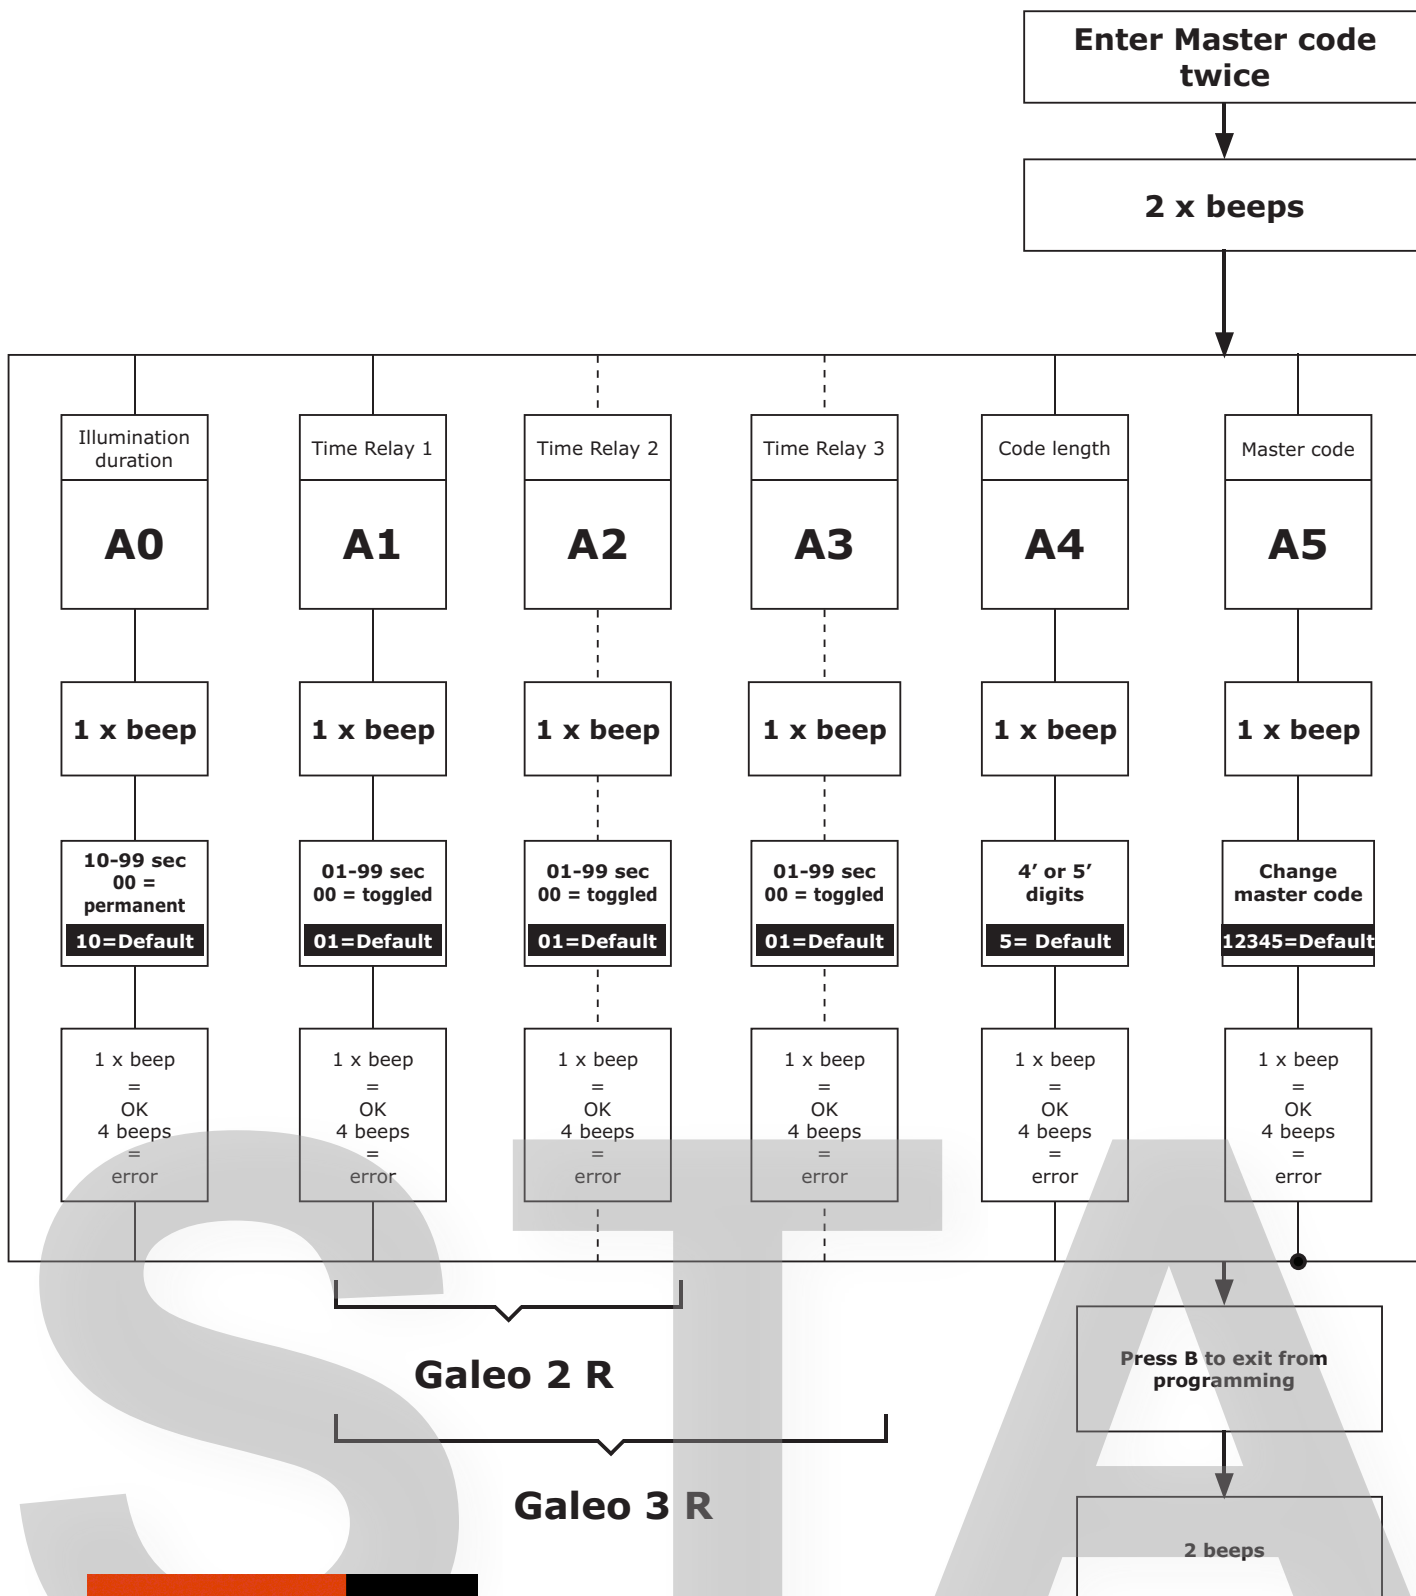 Enter Master code
twice
2 x beeps
Illumination
duration
A0
1 x beep
10-99 sec
00 =
permanent
10=Default
1 x beep
=
OK
4 beeps
=
error
Time Relay 1
A1
1 x beep
01-99 sec
00 = toggled
01=Default
1 x beep
=
OK
4 beeps
=
error
Time Relay 2
A2
1 x beep
01-99 sec
00 = toggled
01=Default
1 x beep
=
OK
4 beeps
=
error
Time Relay 3
A3
1 x beep
01-99 sec
00 = toggled
01=Default
1 x beep
=
OK
4 beeps
=
error
Code length
A4
1 x beep
4’ or 5’
digits
5= Default
1 x beep
=
OK
4 beeps
=
error
Master code
A5
1 x beep
Change
master code
12345=Default
1 x beep
=
OK
4 beeps
=
error
Galeo 2 R
Galeo 3 R
Press B to exit from
programming
2 beeps
STA